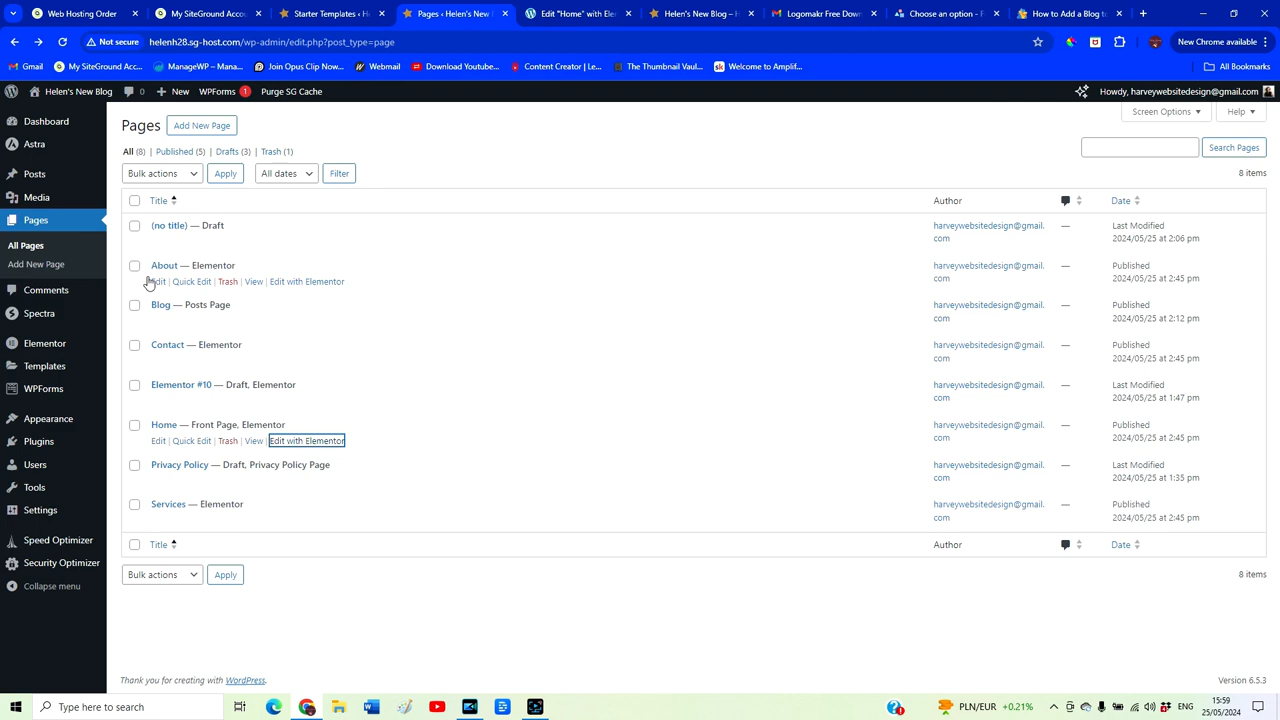 Web Hosting Order
My SiteGround Acco
Starter Templates ‹ He
Pages ‹ Helen's New B
Edit "Home" with Elem
Helen's New Blog –
Logomakr Free Down
Choose an option - F
How to Add a Blog to
New Chrome available
Not secure
helenh28.sg-host.com/wp-admin/edit.php?post_type=page
Gmail
My SiteGround Acc...
ManageWP – Mana...
Join Opus Clip Now...
Webmail
Download Youtube...
Content Creator | Le...
The Thumbnail Vaul...
Welcome to Amplif...
All Bookmarks
Helen's New Blog
0
New
WPForms 1
Purge SG Cache
Howdy, harveywebsitedesign@gmail.com
Dashboard
Astra
Posts
Media
Pages
All Pages
Add New Page
Comments
Spectra
Elementor
Templates
WPForms
Appearance
Plugins
Users
Tools
Settings
Speed Optimizer
Security Optimizer
Collapse menu
Pages
Add New Page
Screen Options
Help
All (8) | Published (5) | Drafts (3) | Trash (1)
Search Pages
Bulk actions
Apply
All dates
Filter
8 items
Title
Author
Date
(no title) — Draft
harveywebsitedesign@gmail.
com
—
Last Modified
2024/05/25 at 2:06 pm
About — Elementor
Edit | Quick Edit | Trash | View | Edit with Elementor
harveywebsitedesign@gmail.
com
—
Published
2024/05/25 at 2:45 pm
Blog — Posts Page
harveywebsitedesign@gmail.
com
—
Published
2024/05/25 at 2:12 pm
Contact — Elementor
harveywebsitedesign@gmail.
com
—
Published
2024/05/25 at 2:45 pm
Elementor #10 — Draft, Elementor
harveywebsitedesign@gmail.
com
—
Last Modified
2024/05/25 at 1:47 pm
Home — Front Page, Elementor
Edit | Quick Edit | Trash | View | Edit with Elementor
harveywebsitedesign@gmail.
com
—
Published
2024/05/25 at 2:45 pm
Privacy Policy — Draft, Privacy Policy Page
harveywebsitedesign@gmail.
com
—
Last Modified
2024/05/25 at 1:35 pm
Services — Elementor
harveywebsitedesign@gmail.
com
—
Published
2024/05/25 at 2:45 pm
Title
Author
Date
Bulk actions
Apply
8 items
Thank you for creating with WordPress.
Version 6.5.3
Type here to search
PLN/EUR +0.21%
ENG
15:59
25/05/2024